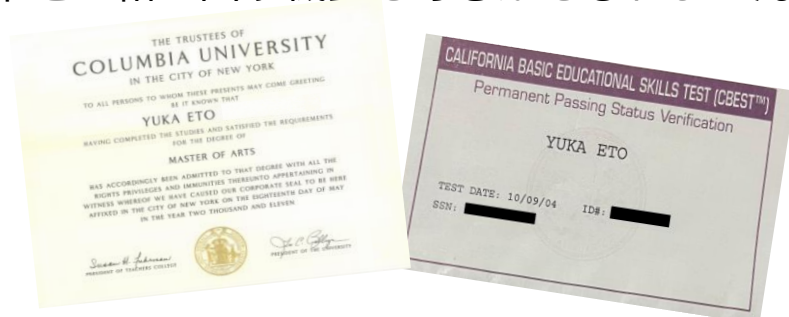 THE TRUSTEES OF
COLUMBIA UNIVERSITY
IN THE CITY OF NEW YORK
TO ALL PERSONS TO WHOM THESE PRESENTS MAY COME GREETING
BE IT KNOWN THAT
YUKA ETO
HAVING COMPLETED THE STUDIES AND SATISFIED THE REQUIREMENTS
FOR THE DEGREE OF
MASTER OF ARTS
HAS ACCORDINGLY BEEN ADMITTED TO THAT DEGREE WITH ALL THE
RIGHTS PRIVILEGES AND IMMUNITIES THEREUNTO APPERTAINING IN
WITNESS WHEREOF WE HAVE CAUSED OUR CORPORATE SEAL TO BE HERE
AFFIXED IN THE CITY OF NEW YORK ON THE EIGHTEENTH DAY OF MAY
IN THE YEAR TWO THOUSAND AND ELEVEN
PRESIDENT OF TEACHERS COLLEGE
PRESIDENT OF THE UNIVERSITY
CALIFORNIA BASIC EDUCATIONAL SKILLS TEST (CBEST™)
Permanent Passing Status Verification
YUKA ETO
TEST DATE: 10/09/04
SSN:
ID#: